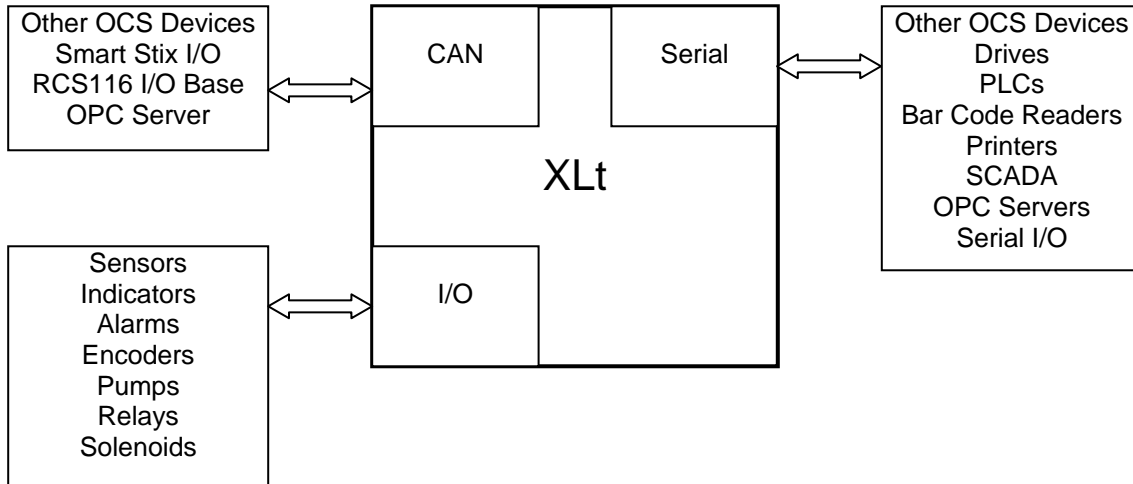 Other OCS Devices
Smart Stix I/O
RCS116 I/O Base
OPC Server
CAN
Serial
Other OCS Devices
Drives
PLCs
Bar Code Readers
Printers
SCADA
OPC Servers
Serial I/O
XLt
Sensors
Indicators
Alarms
Encoders
Pumps
Relays
Solenoids
I/O